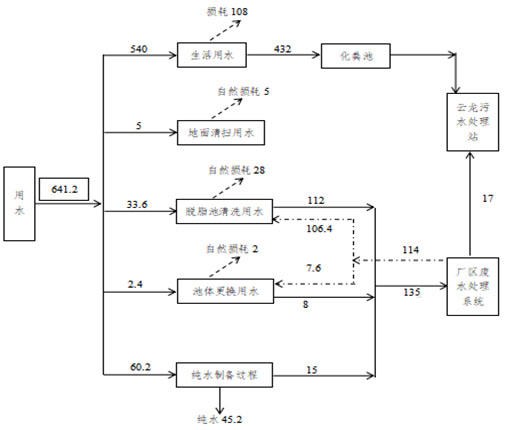 损耗 108
540
生活用水
432
化粪池
自然损耗 5
云龙污
水处理
站
5
地面清扫用水
用
水
641.2
自然损耗 28
17
33.6
脱脂池清洗用水
112
106.4
自然损耗 2
114
7.6
厂区废
水处理
系统
2.4
池体更换用水
8
135
60.2
纯水制备过程
15
纯水 45.2